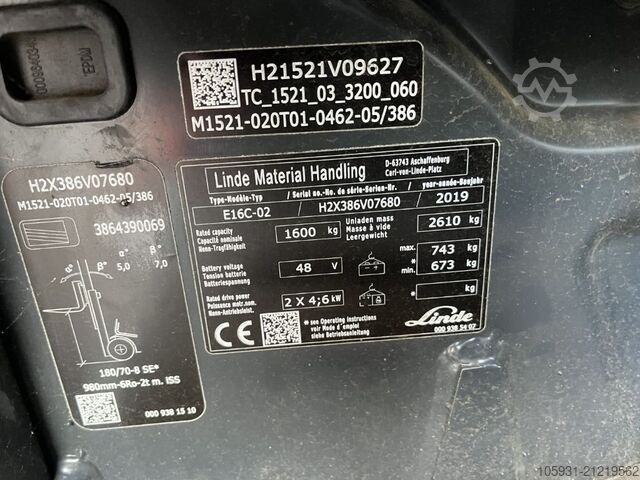 000984034
EPDM
H21521V09627
TC_1521_03_3200_060
M1521-020T01-0462-05/386
H2X386V07680
M1521-020T01-0462-05/386
3864390069
α° β°
β° 5,0 7,0
180/70-8 SE*
980mm-6Ro-2t m. ISS
000 938 15 10
Linde Material Handling
D-63743 Aschaffenburg
Carl-von-Linde-Platz
Type-Modèle-Typ / Serial no.-No. de série-Serien-Nr. / year-année-Baujahr
E16C-02 / H2X386V07680 / 2019
Rated capacity
Capacité nominale
Nenn-Tragfähigkeit
1600 kg
Unladen mass
Masse à vide
Leergewicht
2610 kg
Battery voltage
Tension batterie
Batteriespannung
48 V
max. 743 kg
* min. 673 kg
Rated drive power
Puissance motr. nom.
Nenn-Antriebsleist.
2 X 4,6 kW
* kg
CE
* see Operating Instructions
voir Mode d'emploi
siehe Betriebsanleitung
Linde
000 938 54 07
machineseeker
105931-21219562